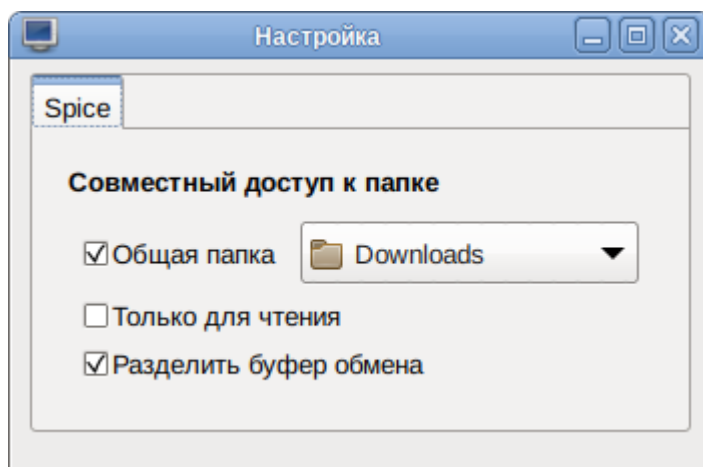 Настройка
Spice
Совместный доступ к папке
Общая папка Downloads
Только для чтения
Разделить буфер обмена